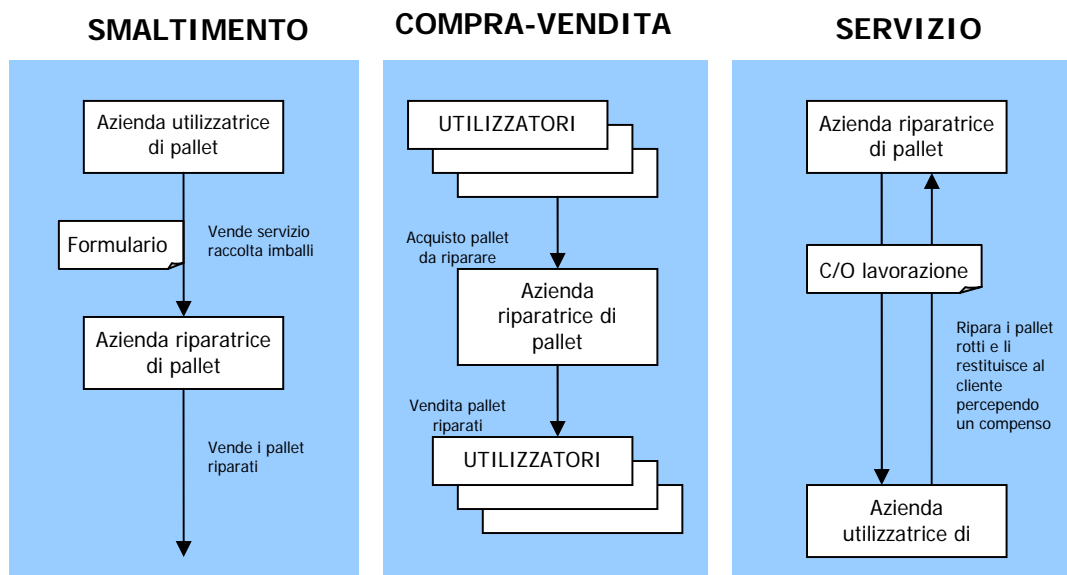 SMALTIMENTO
Azienda utilizzatrice
di pallet
Formulario
Vende servizio
raccolta imballi
Azienda riparatrice
di pallet
Vende i pallet
riparati
COMPRA-VENDITA
UTILIZZATORI
Acquisto pallet
da riparare
Azienda
riparatrice di
pallet
Vendita pallet
riparati
UTILIZZATORI
SERVIZIO
Azienda riparatrice
di pallet
C/O lavorazione
Ripara i pallet
rotti e li
restituisce al
cliente
percependo
un compenso
Azienda
utilizzatrice di